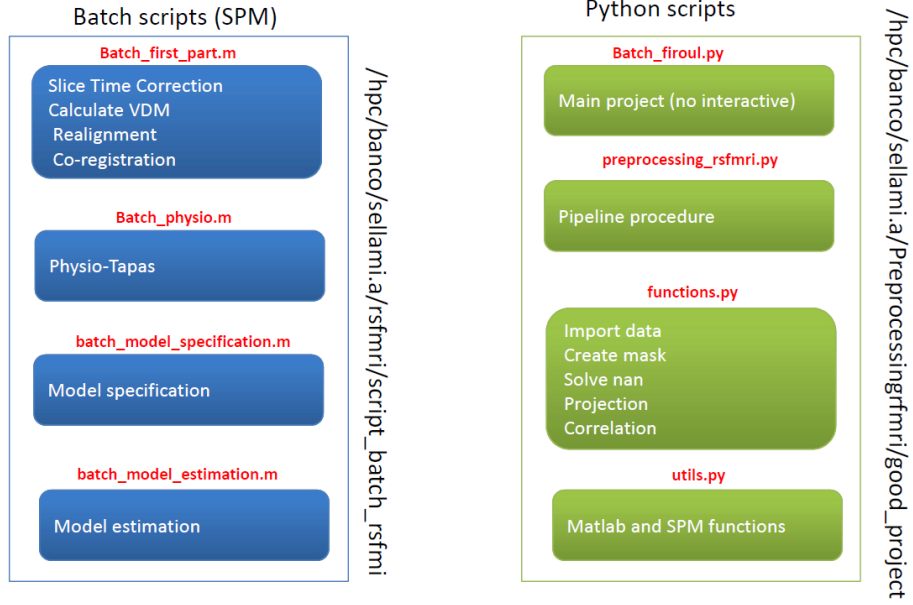 Batch scripts (SPM)
Batch_first_part.m
Slice Time Correction
Calculate VDM
Realignment
Co-registration
Batch_physio.m
Physio-Tapas
batch_model_specification.m
Model specification
batch_model_estimation.m
Model estimation
/hpc/banco/sellami.a/rsfmri/script_batch_rsfmi
Python scripts
Batch_firoul.py
Main project (no interactive)
preprocessing_rsfmri.py
Pipeline procedure
functions.py
Import data
Create mask
Solve nan
Projection
Correlation
utils.py
Matlab and SPM functions
/hpc/banco/sellami.a/Preprocessingrfmri/good_project